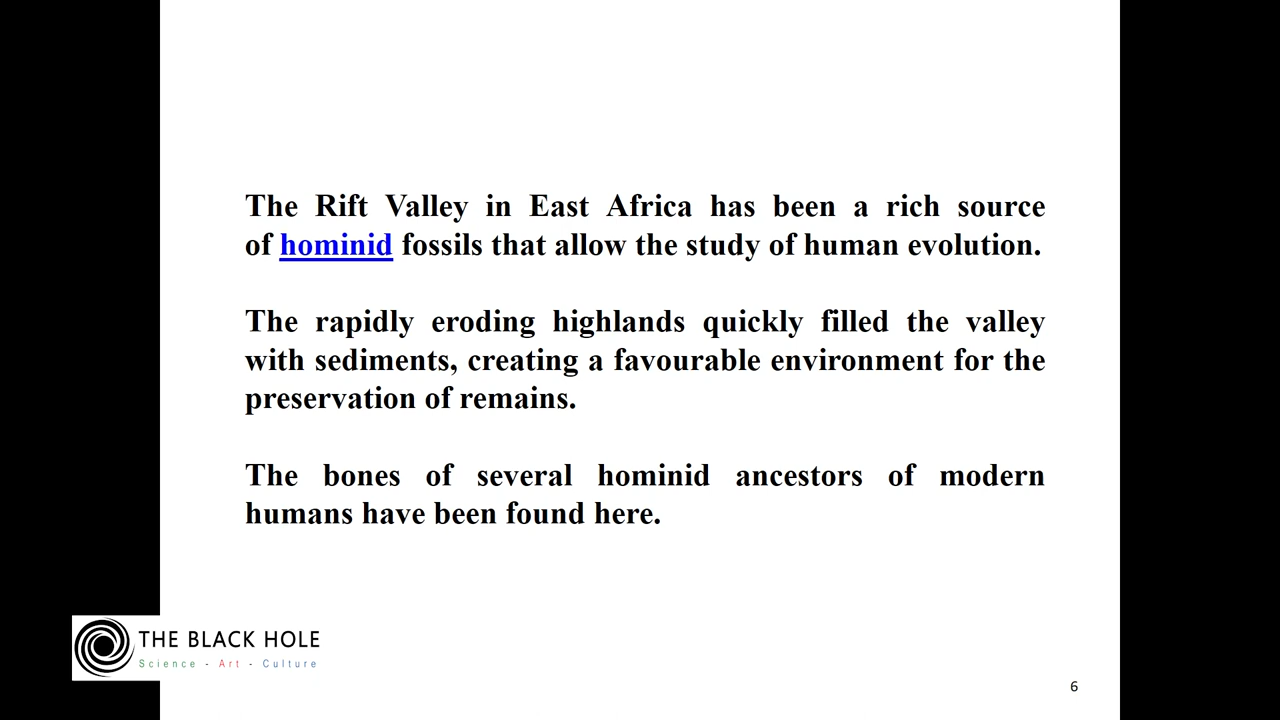 The Rift Valley in East Africa has been a rich source
of hominid fossils that allow the study of human evolution.
The rapidly eroding highlands quickly filled the valley
with sediments, creating a favourable environment for the
preservation of remains.
The bones of several hominid ancestors of modern
humans have been found here.
THE BLACK HOLE
Science - Art - Culture
6